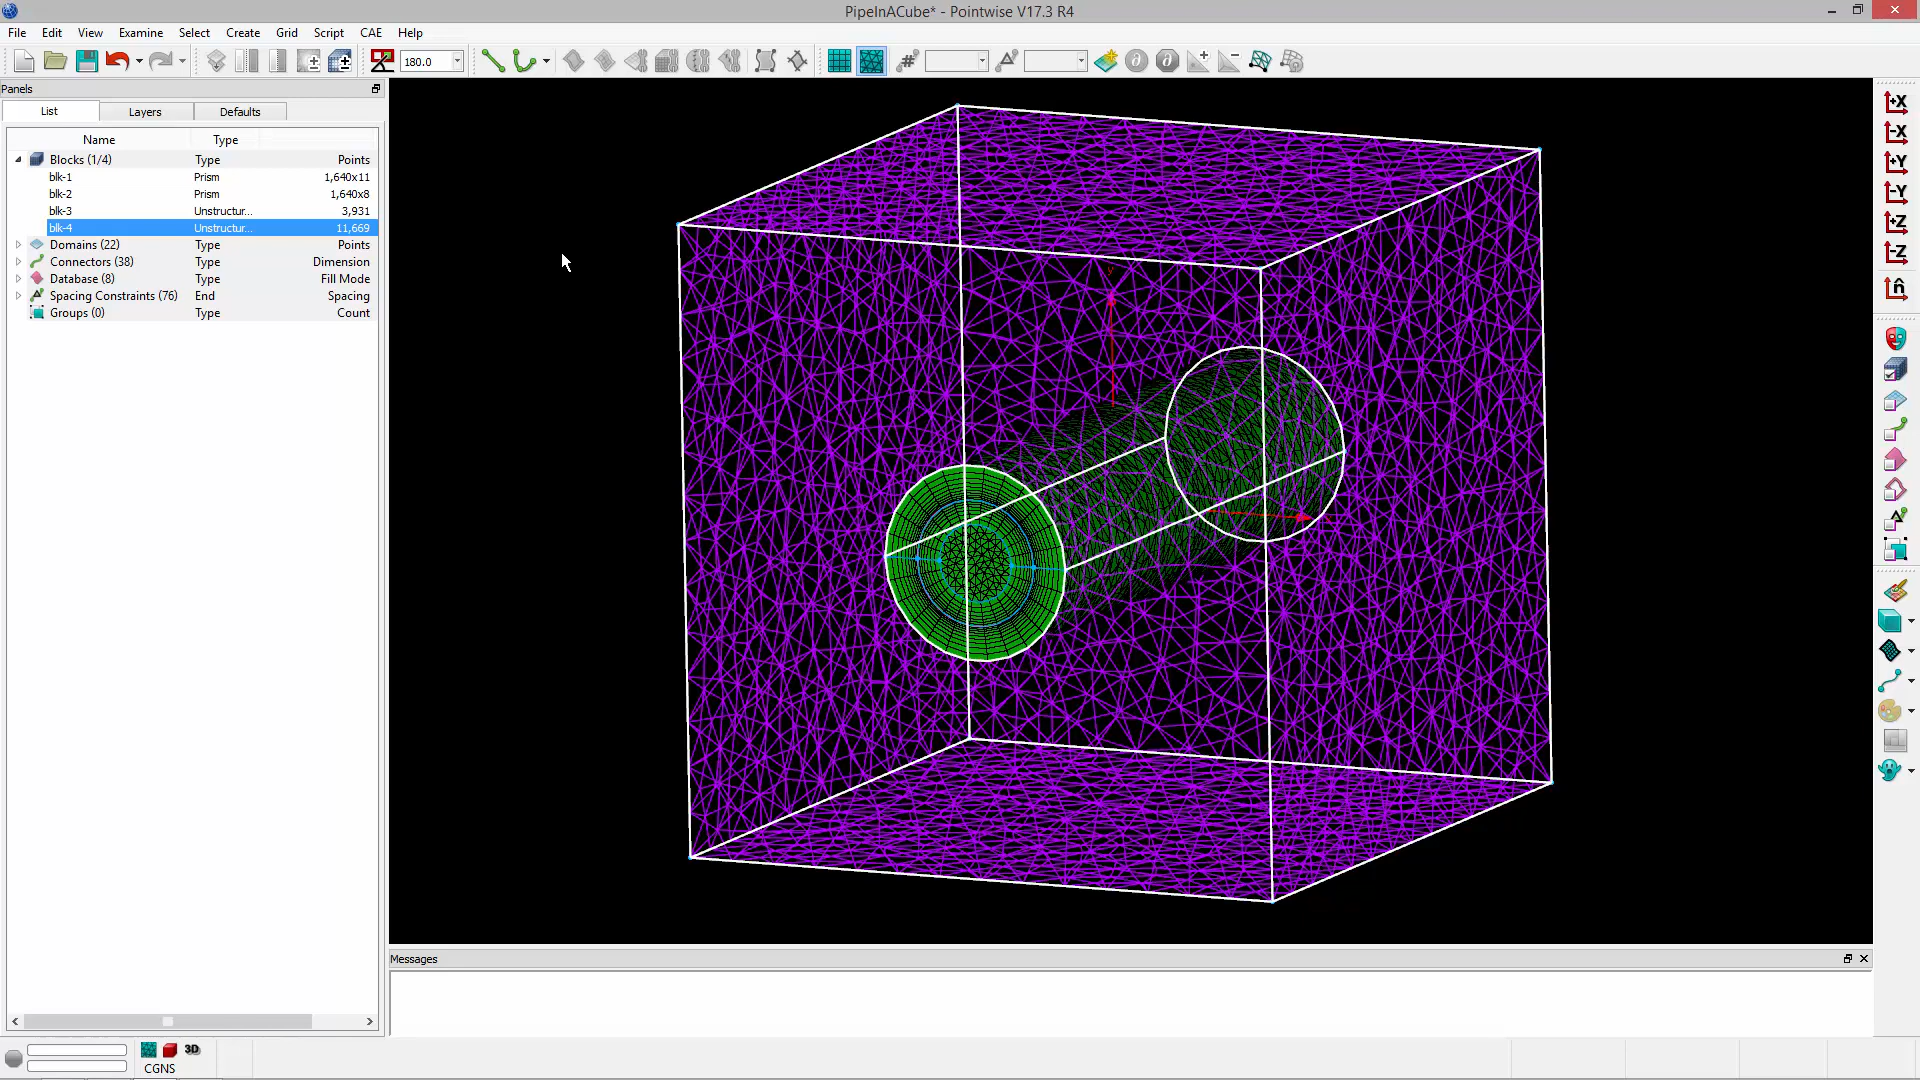 PipeInACube* - Pointwise V17.3 R4
File Edit View Examine Select Create Grid Script CAE Help
180.0
Panels
List Layers Defaults
Name Type
Blocks (1/4) Type Points
blk-1 Prism 1,640x11
blk-2 Prism 1,640x8
blk-3 Unstructur... 3,931
blk-4 Unstructur... 11,669
Domains (22) Type Points
Connectors (38) Type Dimension
Database (8) Type Fill Mode
Spacing Constraints (76) End Spacing
Groups (0) Type Count
y
+X
-X
+Y
-Y
+Z
-Z
n̂
Messages
3D
CGNS